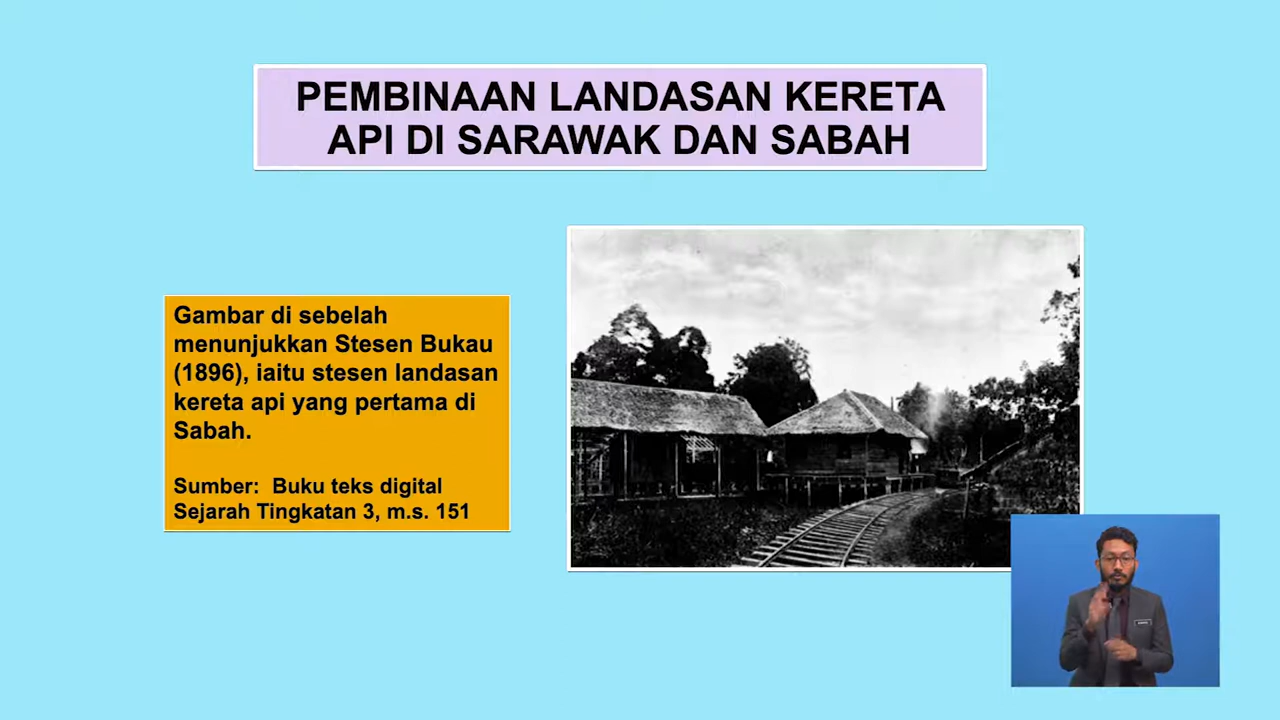 PEMBINAAN LANDASAN KERETA
API DI SARAWAK DAN SABAH
Gambar di sebelah
menunjukkan Stesen Bukau
(1896), iaitu stesen landasan
kereta api yang pertama di
Sabah.
Sumber: Buku teks digital
Sejarah Tingkatan 3, m.s. 151